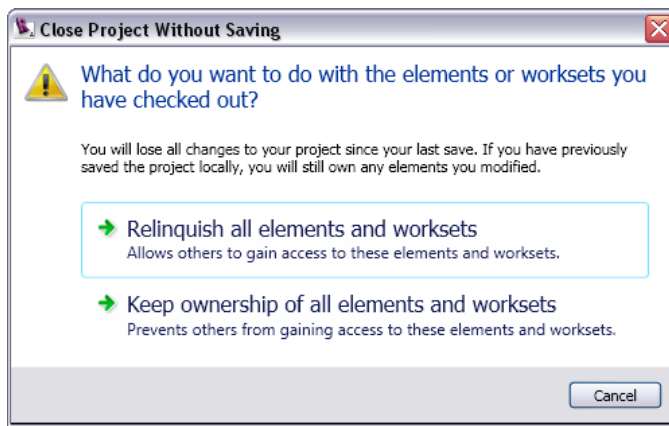 Close Project Without Saving
What do you want to do with the elements or worksets you
have checked out?
You will lose all changes to your project since your last save. If you have previously
saved the project locally, you will still own any elements you modified.
Relinquish all elements and worksets
Allows others to gain access to these elements and worksets.
Keep ownership of all elements and worksets
Prevents others from gaining access to these elements and worksets.
Cancel